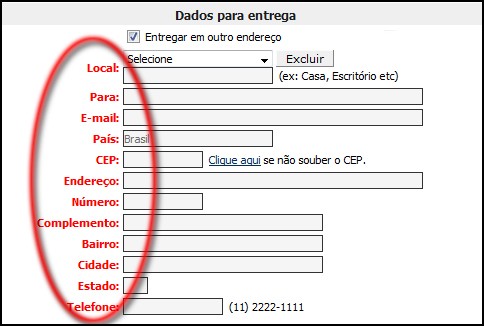 Dados para entrega
Entregar em outro endereço
Selecione Excluir
Local: (ex: Casa, Escritório etc)
Para:
E-mail:
País: Brasil
CEP: Clique aqui se não souber o CEP.
Endereço:
Número:
Complemento:
Bairro:
Cidade:
Estado:
Telefone: (11) 2222-1111